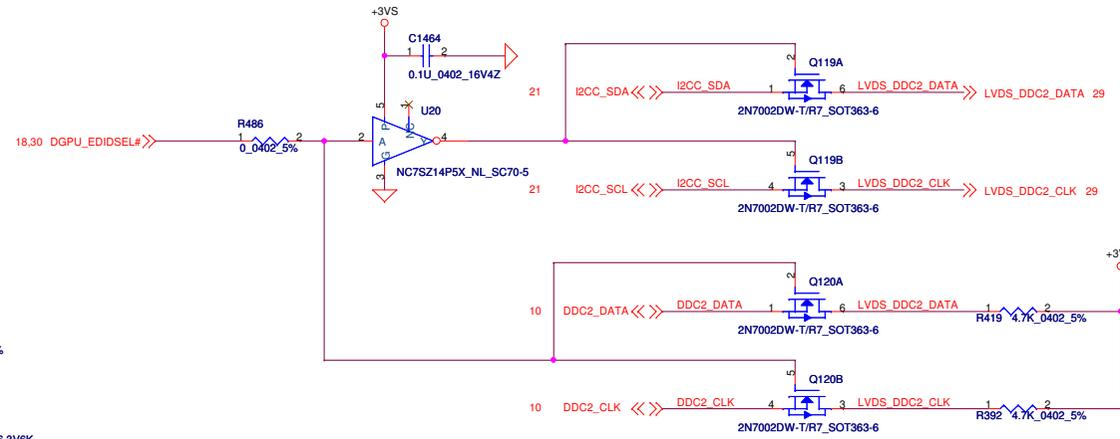 +3VS
C1464
1 2
0.1U_0402_16V4Z
18,30 DGPU_EDIDSEL#
R486
1 2
0_0402_5%
2
5
P
1
NC
A
Y
G
3
4
U20
NC7SZ14P5X_NL_SC70-5
21 I2CC_SDA I2CC_SDA 1
2
Q119A
6 LVDS_DDC2_DATA LVDS_DDC2_DATA 29
2N7002DW-T/R7_SOT363-6
21 I2CC_SCL I2CC_SCL 4
5
Q119B
3 LVDS_DDC2_CLK LVDS_DDC2_CLK 29
2N7002DW-T/R7_SOT363-6
10 DDC2_DATA DDC2_DATA 1
2
Q120A
6 LVDS_DDC2_DATA 1 2
R419 4.7K_0402_5%
2N7002DW-T/R7_SOT363-6
10 DDC2_CLK DDC2_CLK 4
5
Q120B
3 LVDS_DDC2_CLK 1 2
R392 4.7K_0402_5%
2N7002DW-T/R7_SOT363-6